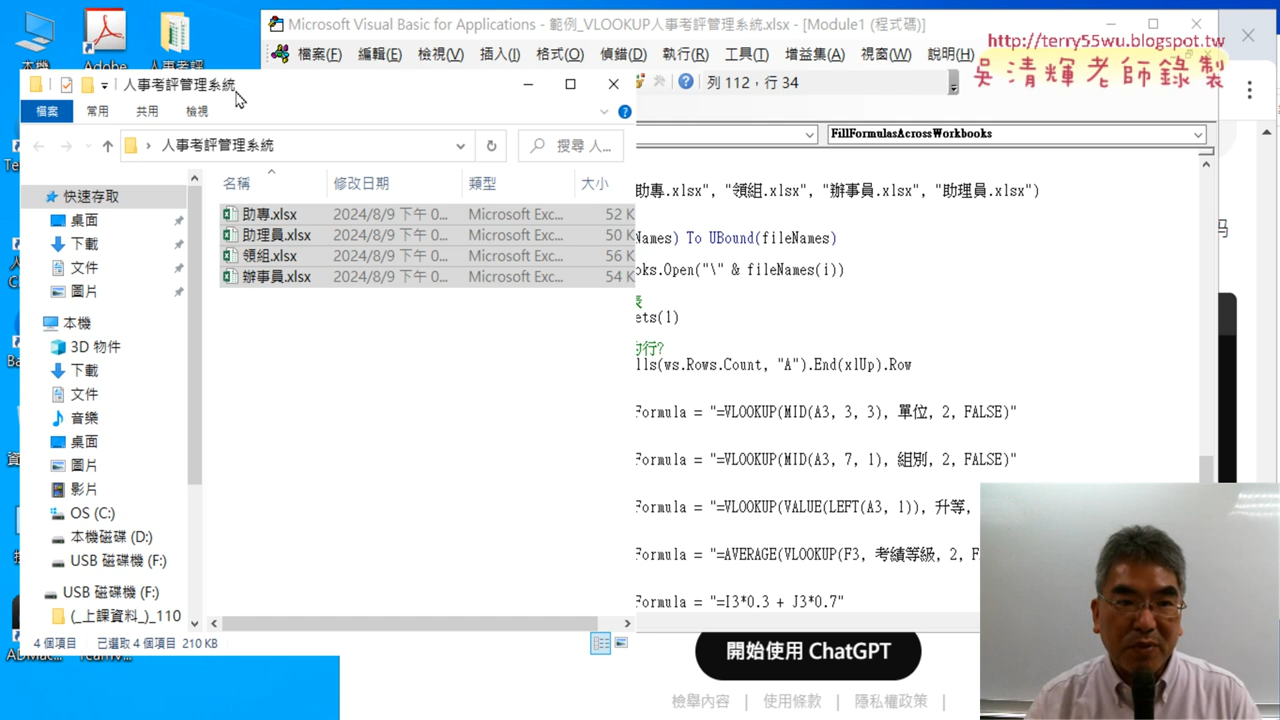 本機
Adobe
人事考評
Microsoft Visual Basic for Applications - 範例_VLOOKUP人事考評管理系統.xlsx - [Module1 (程式碼)]
檔案(F) 編輯(E) 檢視(V) 插入(I) 格式(O) 偵錯(D) 執行(R) 工具(T) 增益集(A) 視窗(W) 說明(H)
http://terry55wu.blogspot.tw
吳清輝老師錄製
列 112，行 34
FillFormulasAcrossWorkbooks
人事考評管理系統
檔案 常用 共用 檢視
人事考評管理系統
搜尋 人...
名稱 修改日期 類型 大小
助專.xlsx 2024/8/9 下午 0... Microsoft Exc... 52 K
助理員.xlsx 2024/8/9 下午 0... Microsoft Exc... 50 K
領組.xlsx 2024/8/9 下午 0... Microsoft Exc... 56 K
辦事員.xlsx 2024/8/9 下午 0... Microsoft Exc... 54 K
快速存取
桌面
下載
文件
圖片
本機
3D 物件
下載
文件
音樂
桌面
圖片
影片
OS (C:)
本機磁碟 (D:)
USB 磁碟機 (F:)
USB 磁碟機 (F:)
(_上課資料_)_110
4 個項目 已選取 4 個項目 210 KB
助專.xlsx", "領組.xlsx", "辦事員.xlsx", "助理員.xlsx")
Names) To UBound(fileNames)
oks.Open("\" & fileNames(i))
ets(1)
的行?
lls(ws.Rows.Count, "A").End(xlUp).Row
Formula = "=VLOOKUP(MID(A3, 3, 3), 單位, 2, FALSE)"
Formula = "=VLOOKUP(MID(A3, 7, 1), 組別, 2, FALSE)"
Formula = "=VLOOKUP(VALUE(LEFT(A3, 1)), 升等,
Formula = "=AVERAGE(VLOOKUP(F3, 考績等級, 2, F
Formula = "=I3*0.3 + J3*0.7"
開始使用 ChatGPT
檢舉內容 | 使用條款 | 隱私權政策 |